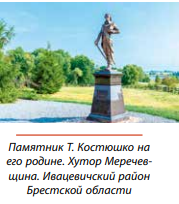 Памятник Т. Костюшко на
его родине. Хутор Меречев-
щина. Ивацевичский район
Брестской области